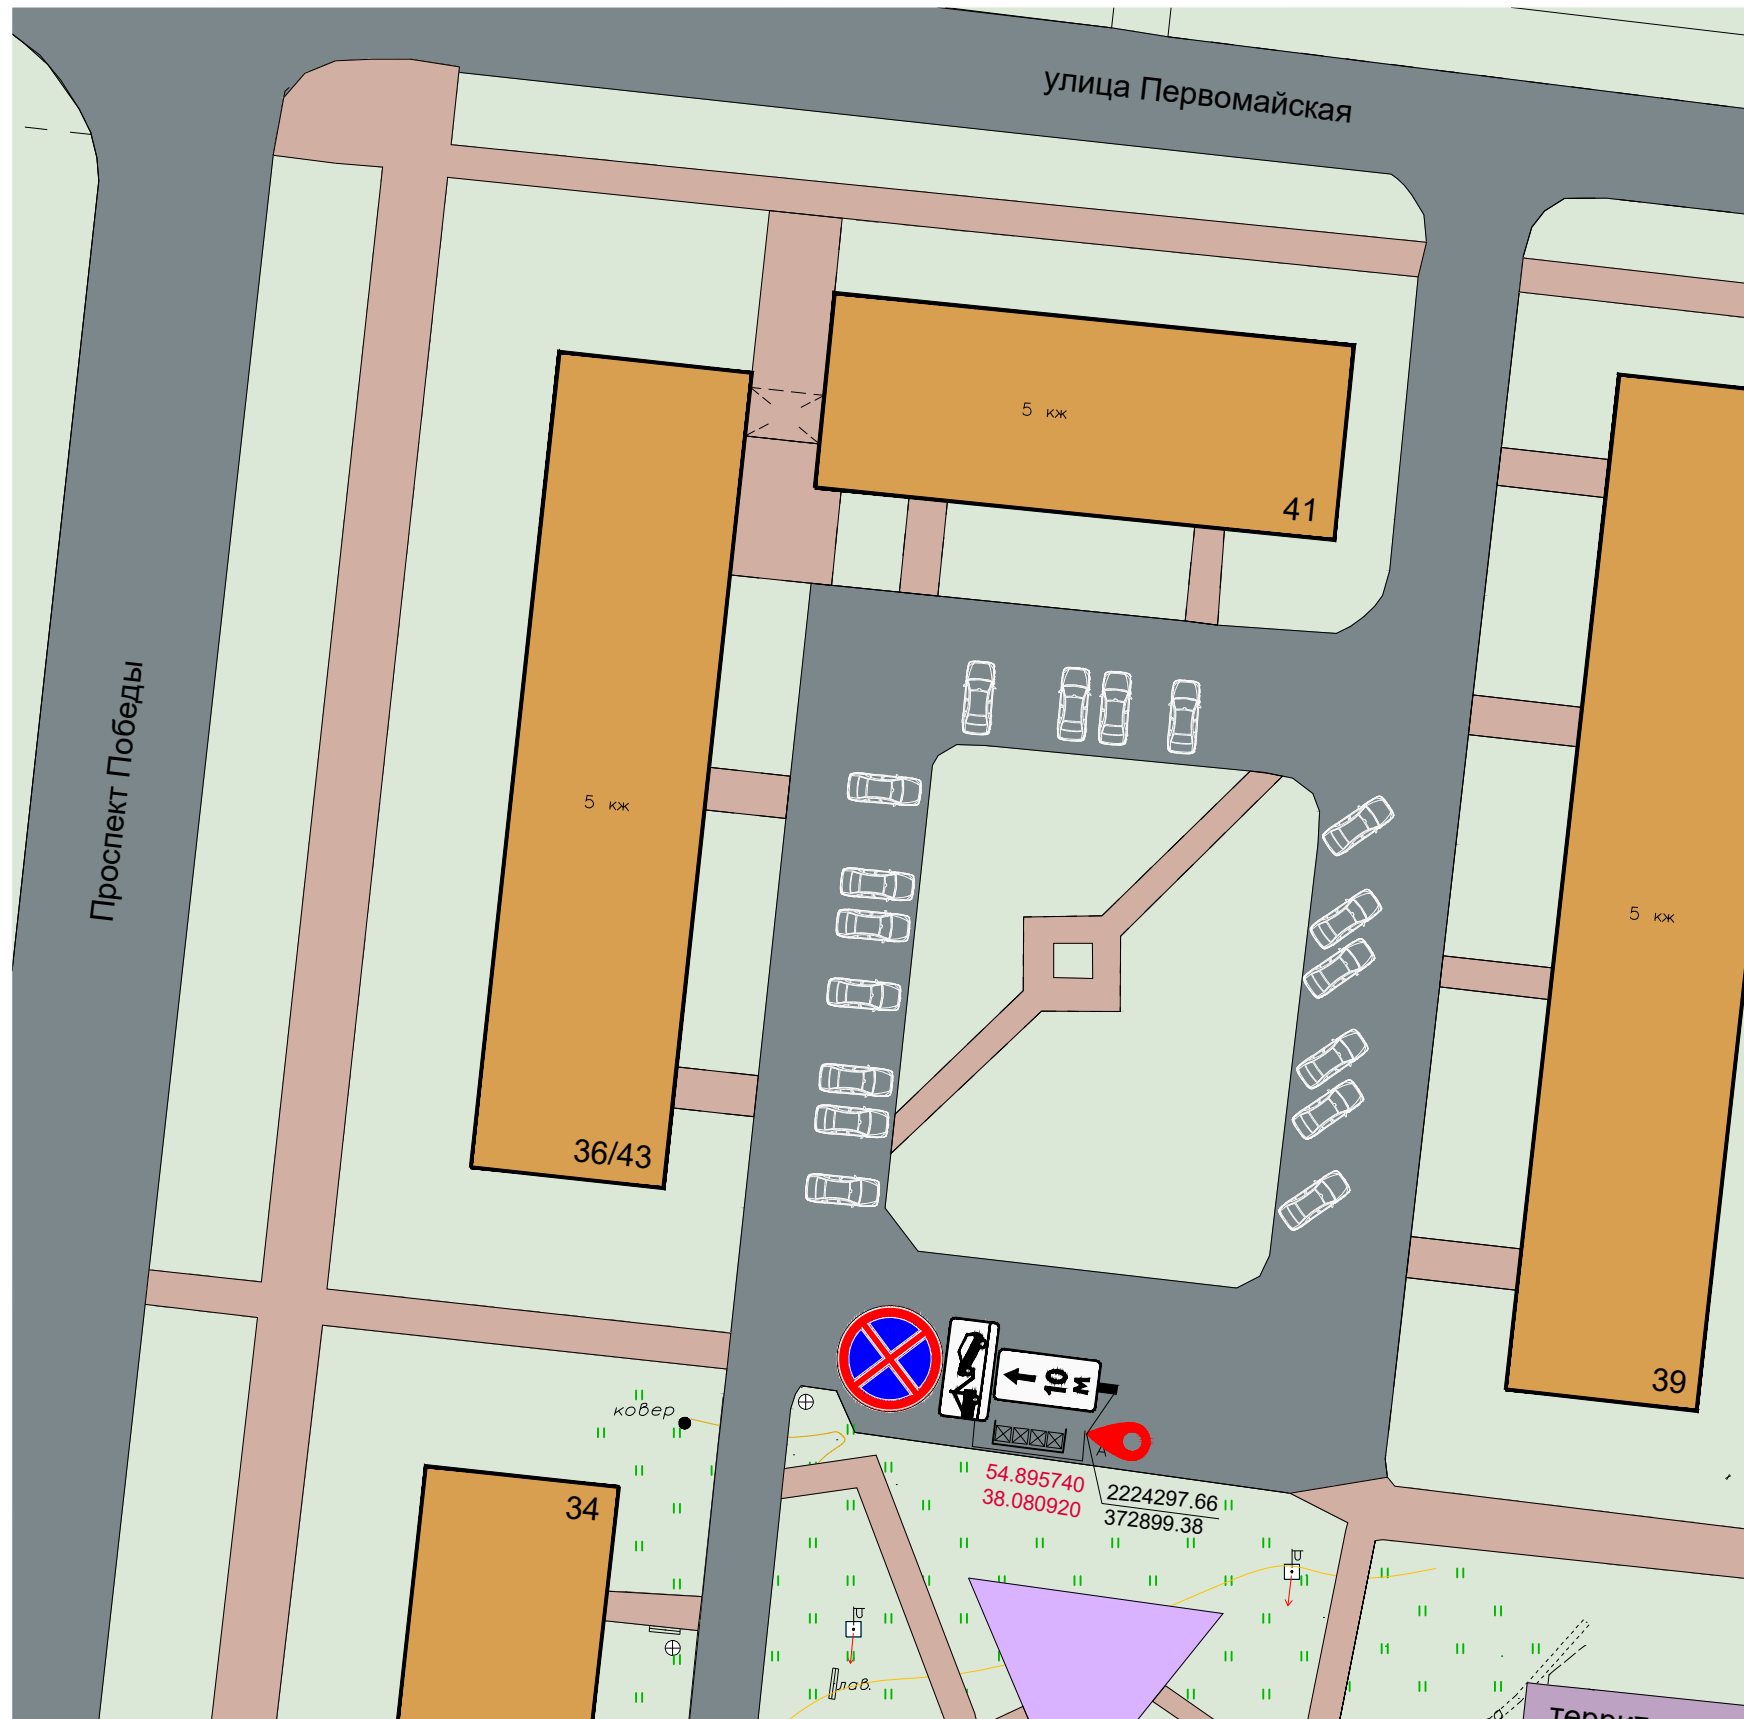 улица Первомайская
5 кж
41
Проспект Победы
5 кж
5 кж
36/43
39
10 м
ковер
А
54.895740
38.080920
2224297.66
372899.38
34
лав.